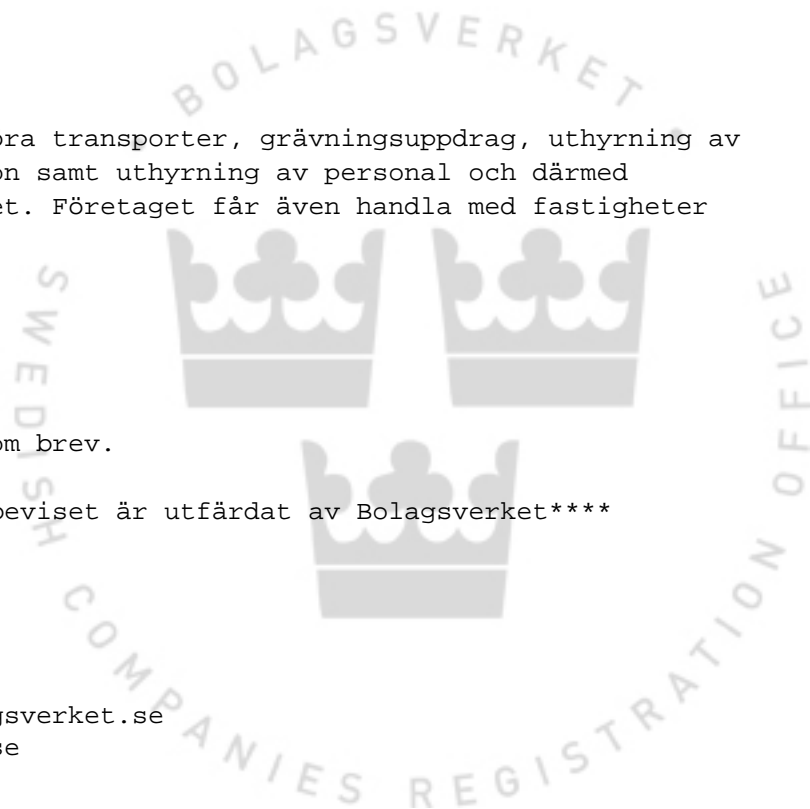 BOLAGSVERKET
ora transporter, grävningsuppdrag, uthyrning av
on samt uthyrning av personal och därmed
et. Företaget får även handla med fastigheter
om brev.
beviset är utfärdat av Bolagsverket****
gsverket.se
se
SWEDISH COMPANIES REGISTRATION OFFICE